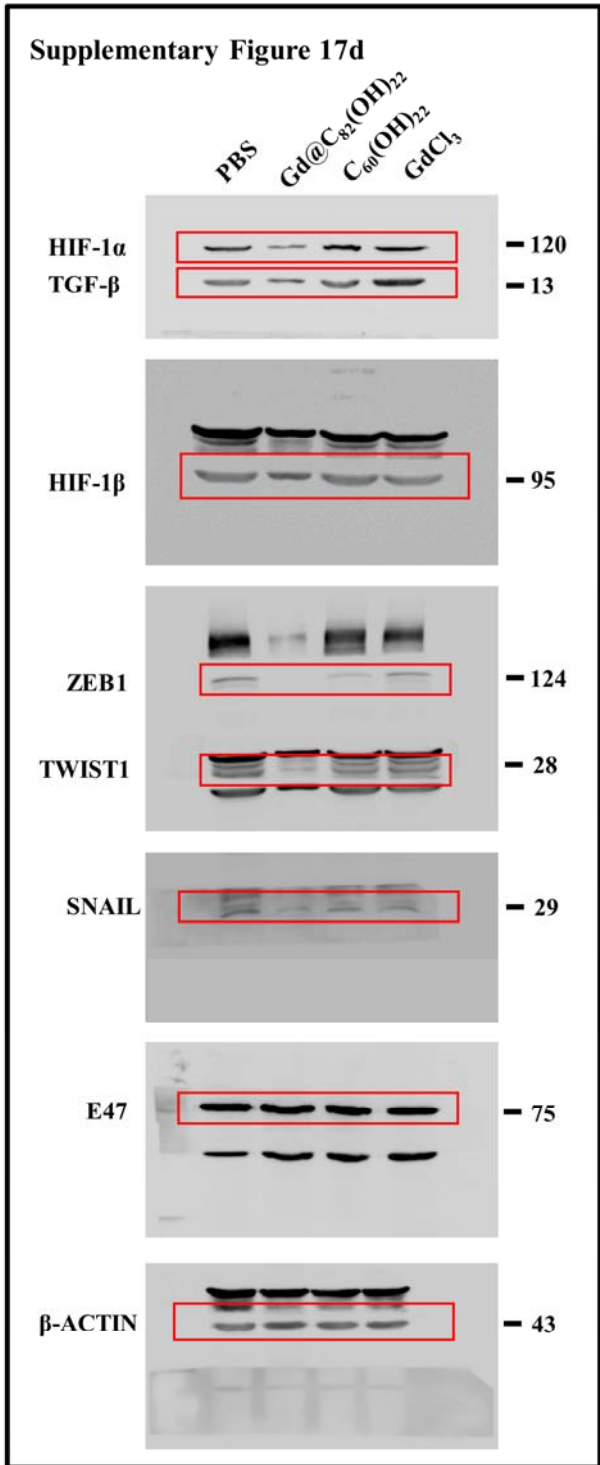 Supplementary Figure 17d
PBS Gd@C₈₂(OH)₂₂ C₆₀(OH)₂₂ GdCl₃
HIF-1α 120
TGF-β 13
HIF-1β 95
ZEB1 124
TWIST1 28
SNAIL 29
E47 75
β-ACTIN 43